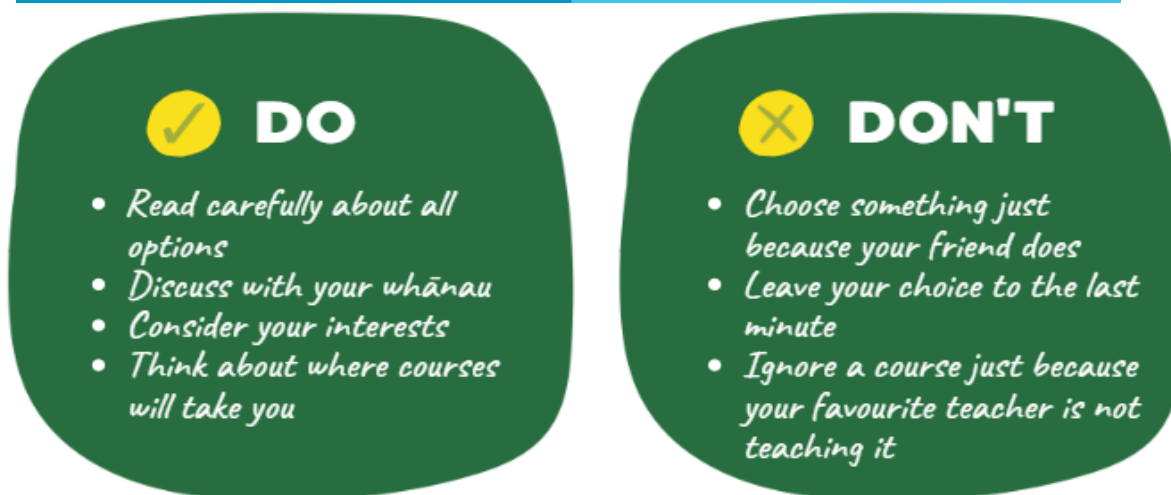 ✓ DO
• Read carefully about all
options
• Discuss with your whānau
• Consider your interests
• Think about where courses
will take you
✕ DON'T
• Choose something just
because your friend does
• Leave your choice to the last
minute
• Ignore a course just because
your favourite teacher is not
teaching it